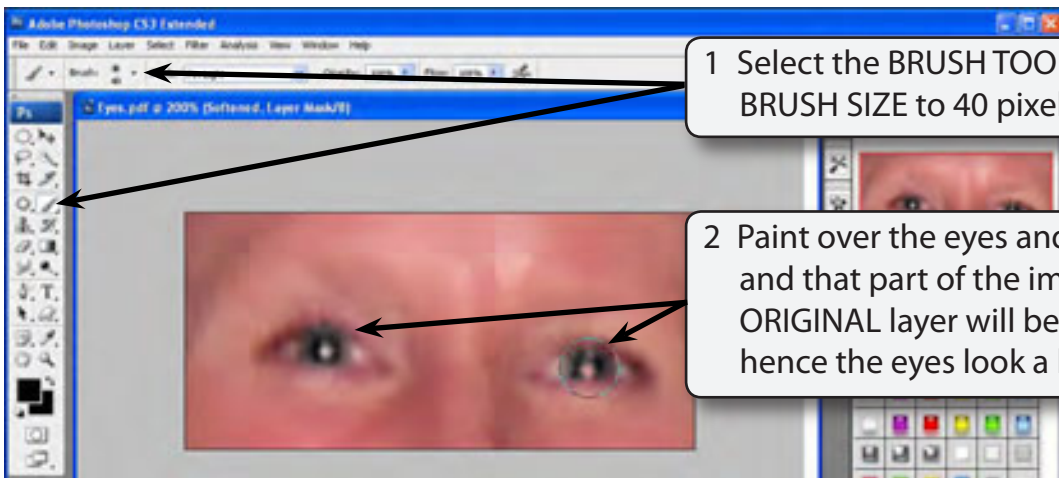 Adobe Photoshop CS3 Extended
File Edit Image Layer Select Filter Analysis View Window Help
Brush:
1 Select the BRUSH TOO
BRUSH SIZE to 40 pixe
Eyes.pdf @ 200% (Softened, Layer Mask/8)
Ps
2 Paint over the eyes and
and that part of the im
ORIGINAL layer will be
hence the eyes look a